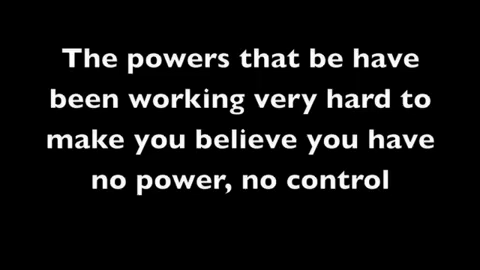 The powers that be have
been working very hard to
make you believe you have
no power, no control